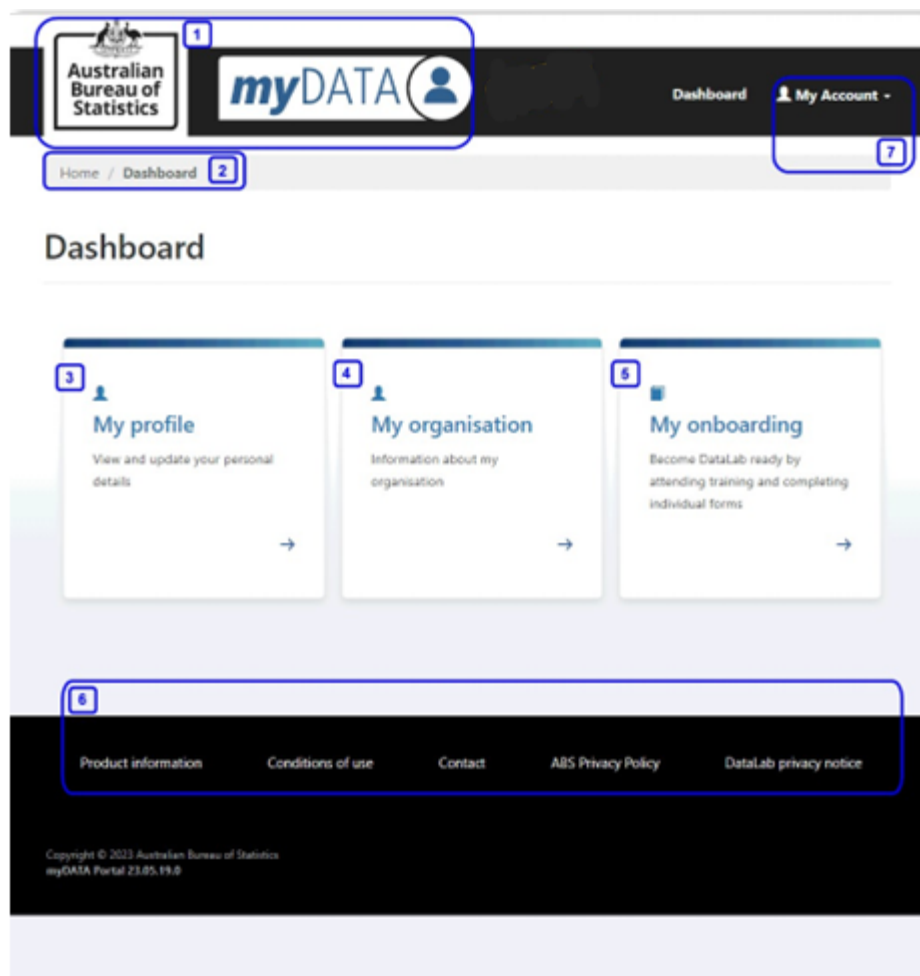 1
Australian
Bureau of
Statistics
myDATA
Dashboard My Account
7
Home / Dashboard 2
Dashboard
3
My profile
View and update your personal
details
→
4
My organisation
Information about my
organisation
→
5
My onboarding
Become DataLab ready by
attending training and completing
individual forms
→
6
Product information Conditions of use Contact ABS Privacy Policy DataLab privacy notice
Copyright © 2023 Australian Bureau of Statistics
myDATA Portal 23.05.19.0